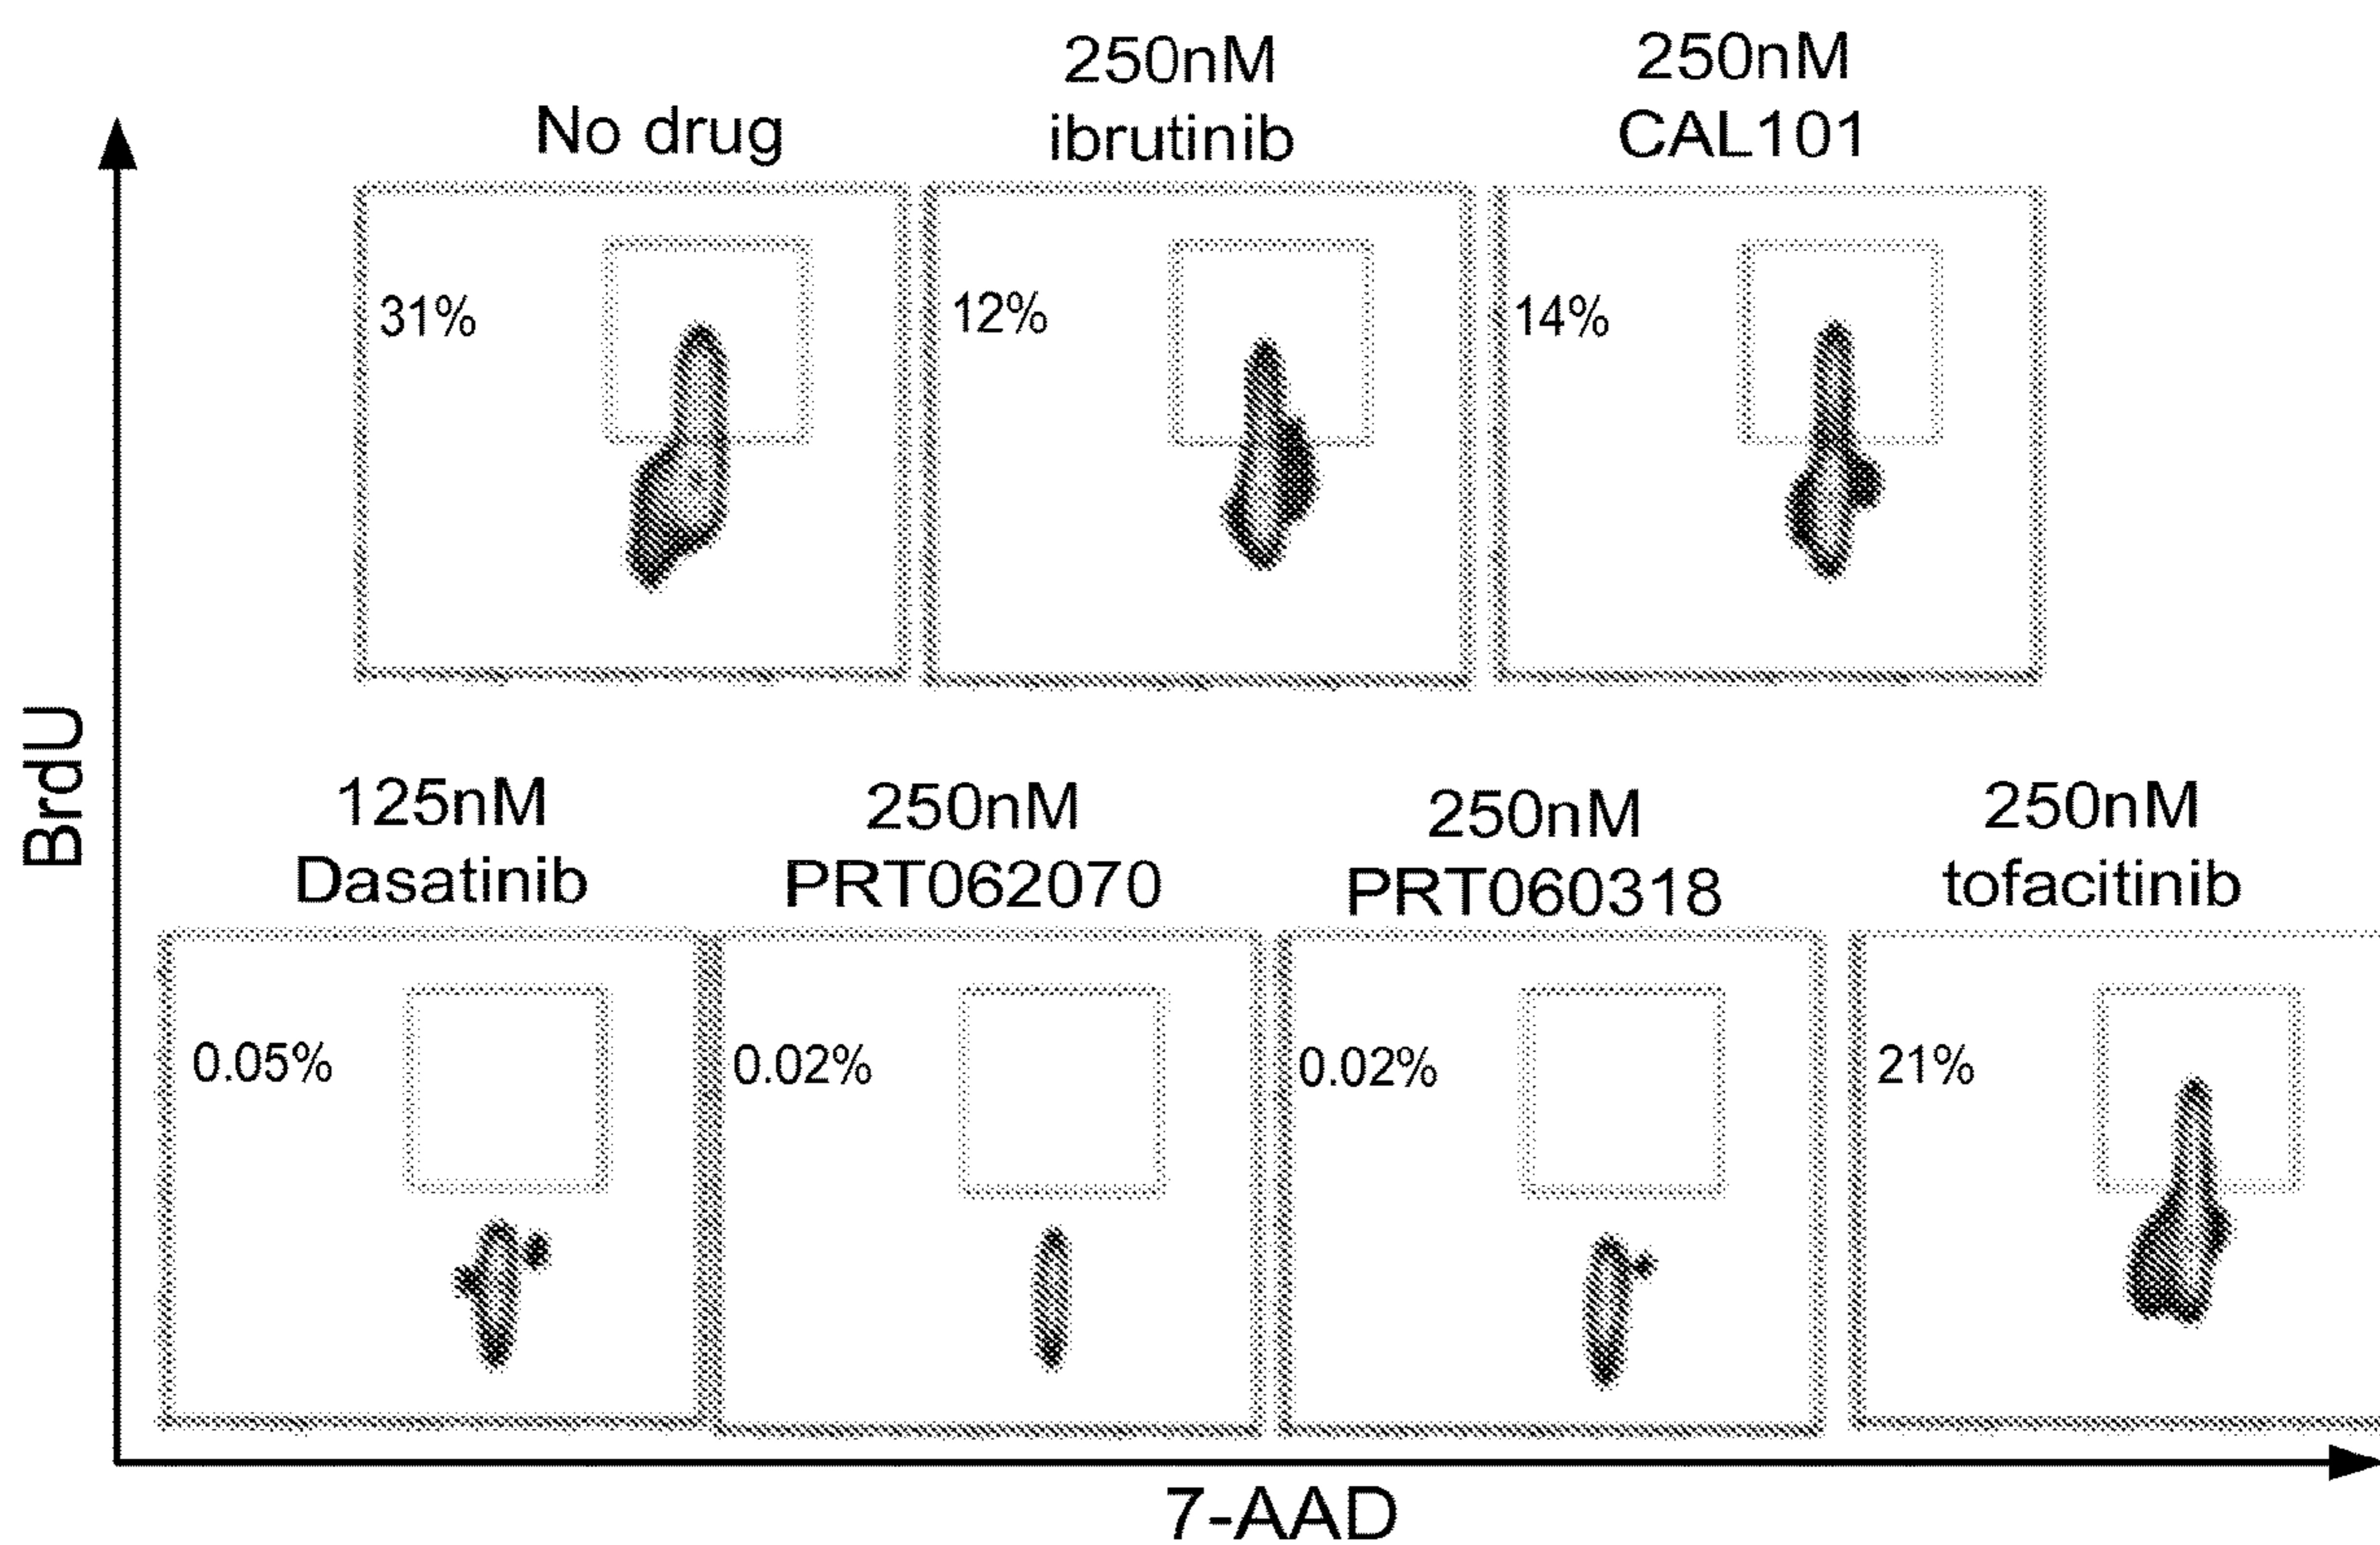 No drug
250nM
ibrutinib
250nM
CAL101
31%
12%
14%
BrdU
125nM
Dasatinib
250nM
PRT062070
250nM
PRT060318
250nM
tofacitinib
0.05%
0.02%
0.02%
21%
7-AAD